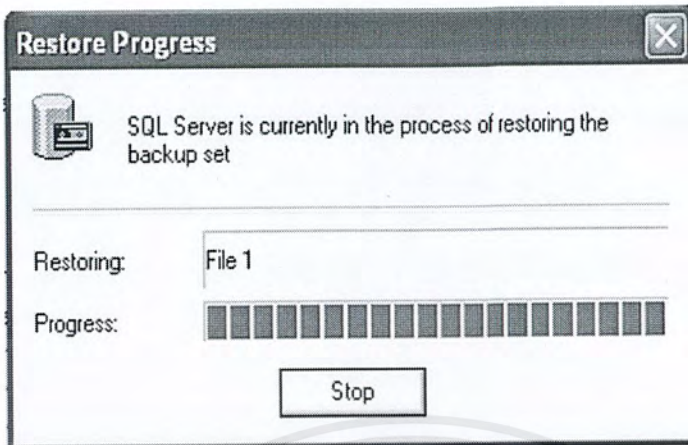 Restore Progress
SQL Server is currently in the process of restoring the
backup set
Restoring:
File 1
Progress:
Stop